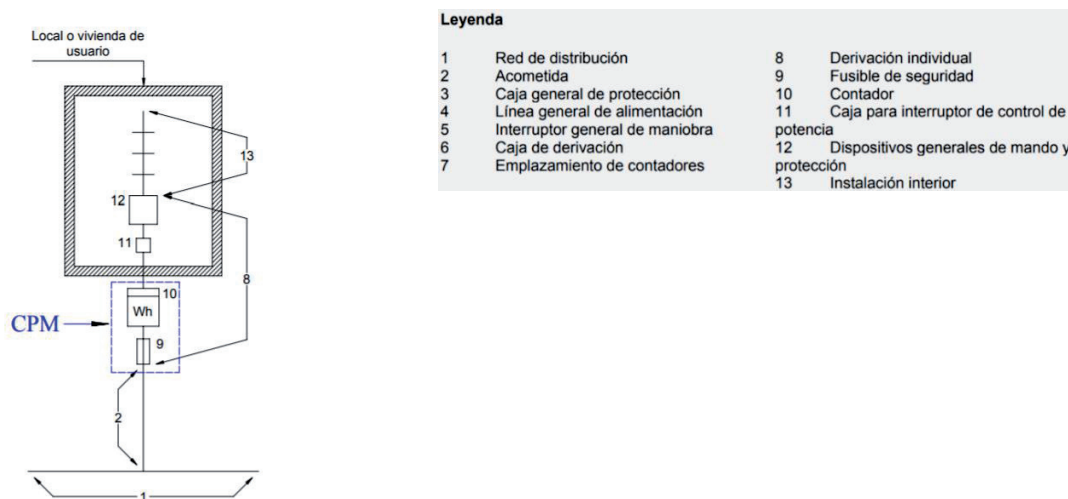 Local o vivienda de
usuario
13
12
11
8
10
Wh
CPM
9
2
1
Leyenda
1 Red de distribución
2 Acometida
3 Caja general de protección
4 Línea general de alimentación
5 Interruptor general de maniobra
6 Caja de derivación
7 Emplazamiento de contadores
8 Derivación individual
9 Fusible de seguridad
10 Contador
11 Caja para interruptor de control de
potencia
12 Dispositivos generales de mando y
protección
13 Instalación interior